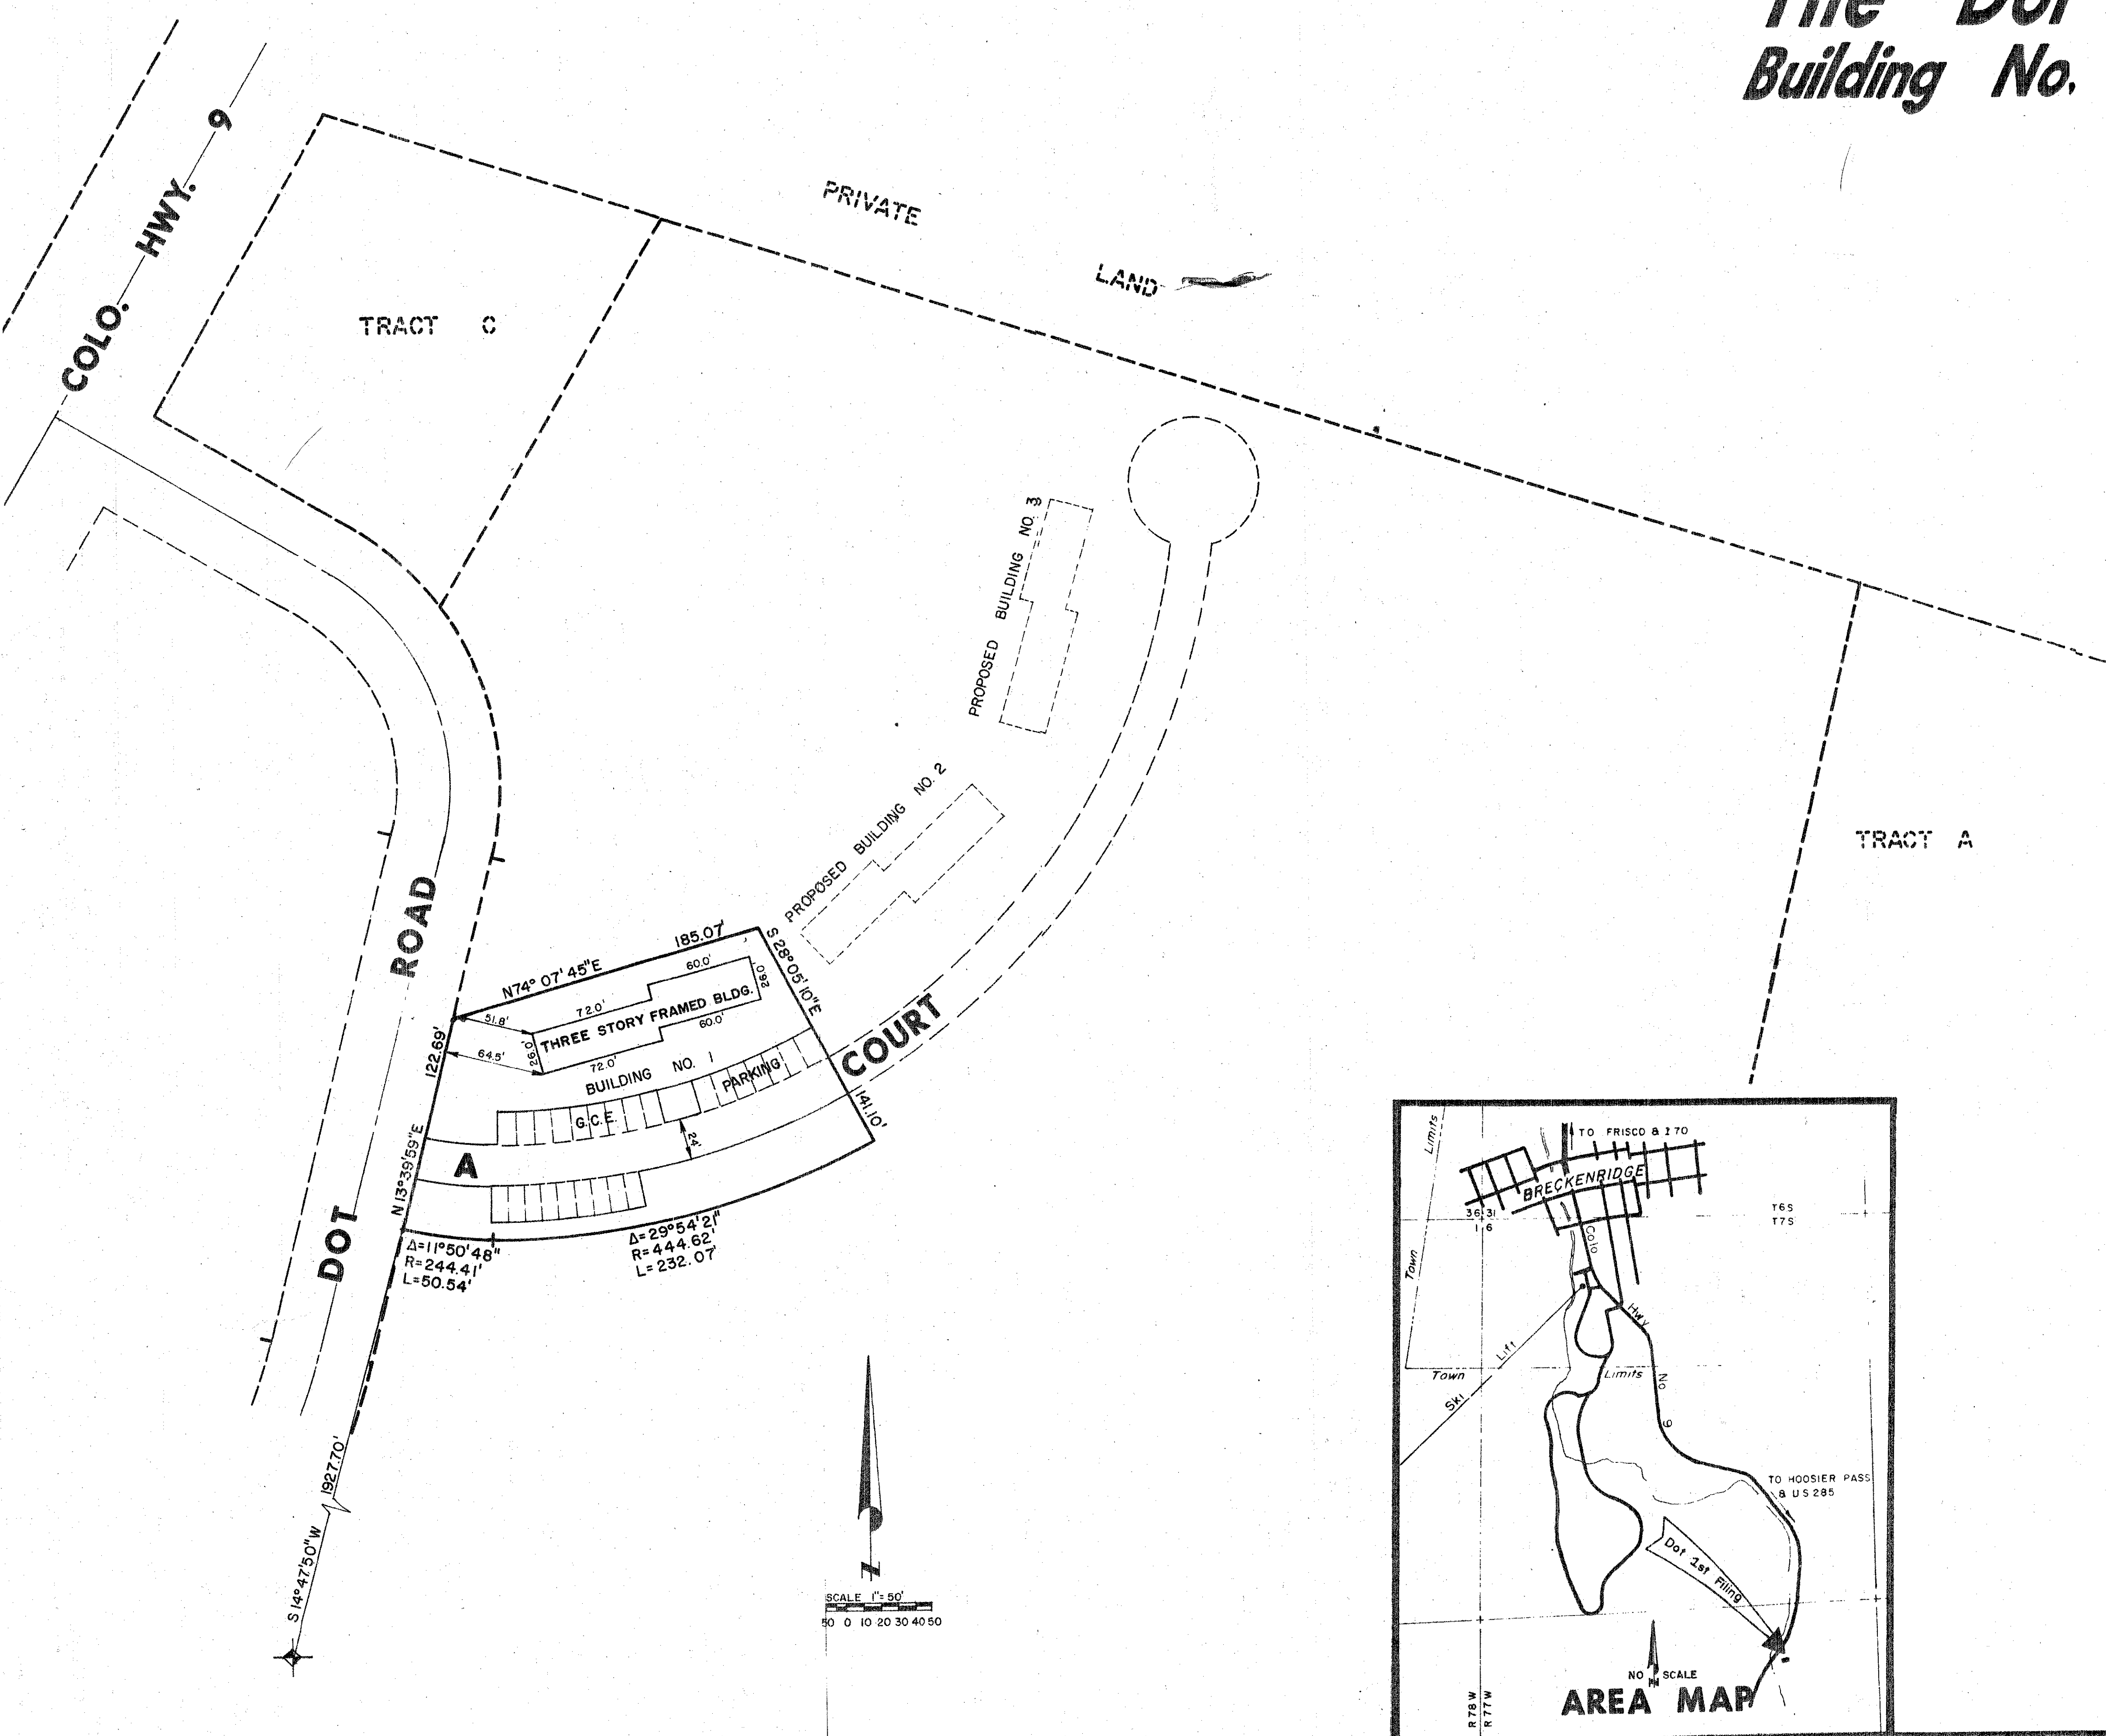 The Dot
Building No.
COLO. HWY. 9
PRIVATE
LAND
TRACT C
PROPOSED BUILDING NO. 3
PROPOSED BUILDING NO. 2
TRACT A
DOT ROAD
185.07'
N74° 07' 45"E
S 28° 05' 10"E
60.0'
26.0'
72.0'
51.8'
THREE STORY FRAMED BLDG.
60.0'
26.0'
64.5'
72.0'
122.69'
BUILDING NO. 1
PARKING
G.C.E.
24'
141.10'
A COURT
N 13°39'59"E
Δ=11°50'48"
R=244.41'
L=50.54'
Δ=29°54'21"
R=444.62'
L=232.07'
1927.70'
S 14°47'50"W
N
SCALE 1"=50'
50 0 10 20 30 40 50
TO FRISCO & I 70
BRECKENRIDGE
Limits
Town
36 31
1 6
T6S
T7S
Colo
Hwy
No
9
Ski Lift
Town Limits
TO HOOSIER PASS
& US 285
Dot 1st Filing
NO SCALE
N
R 78 W
R 77 W
AREA MAP